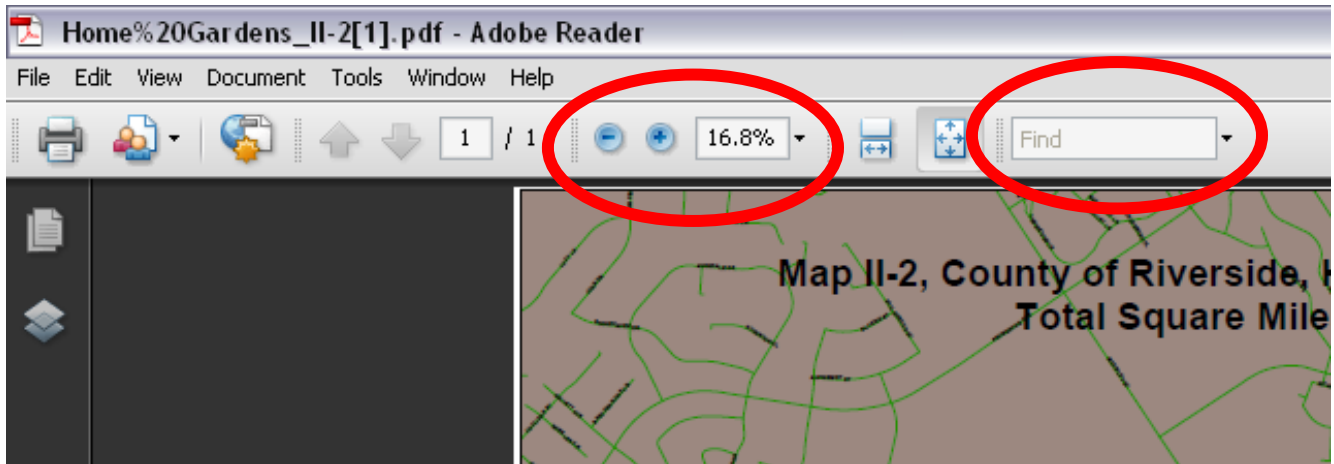 Home%20Gardens_II-2[1].pdf - Adobe Reader
File Edit View Document Tools Window Help
1 / 1 16.8% Find
Map II-2, County of Riverside,
Total Square Mile